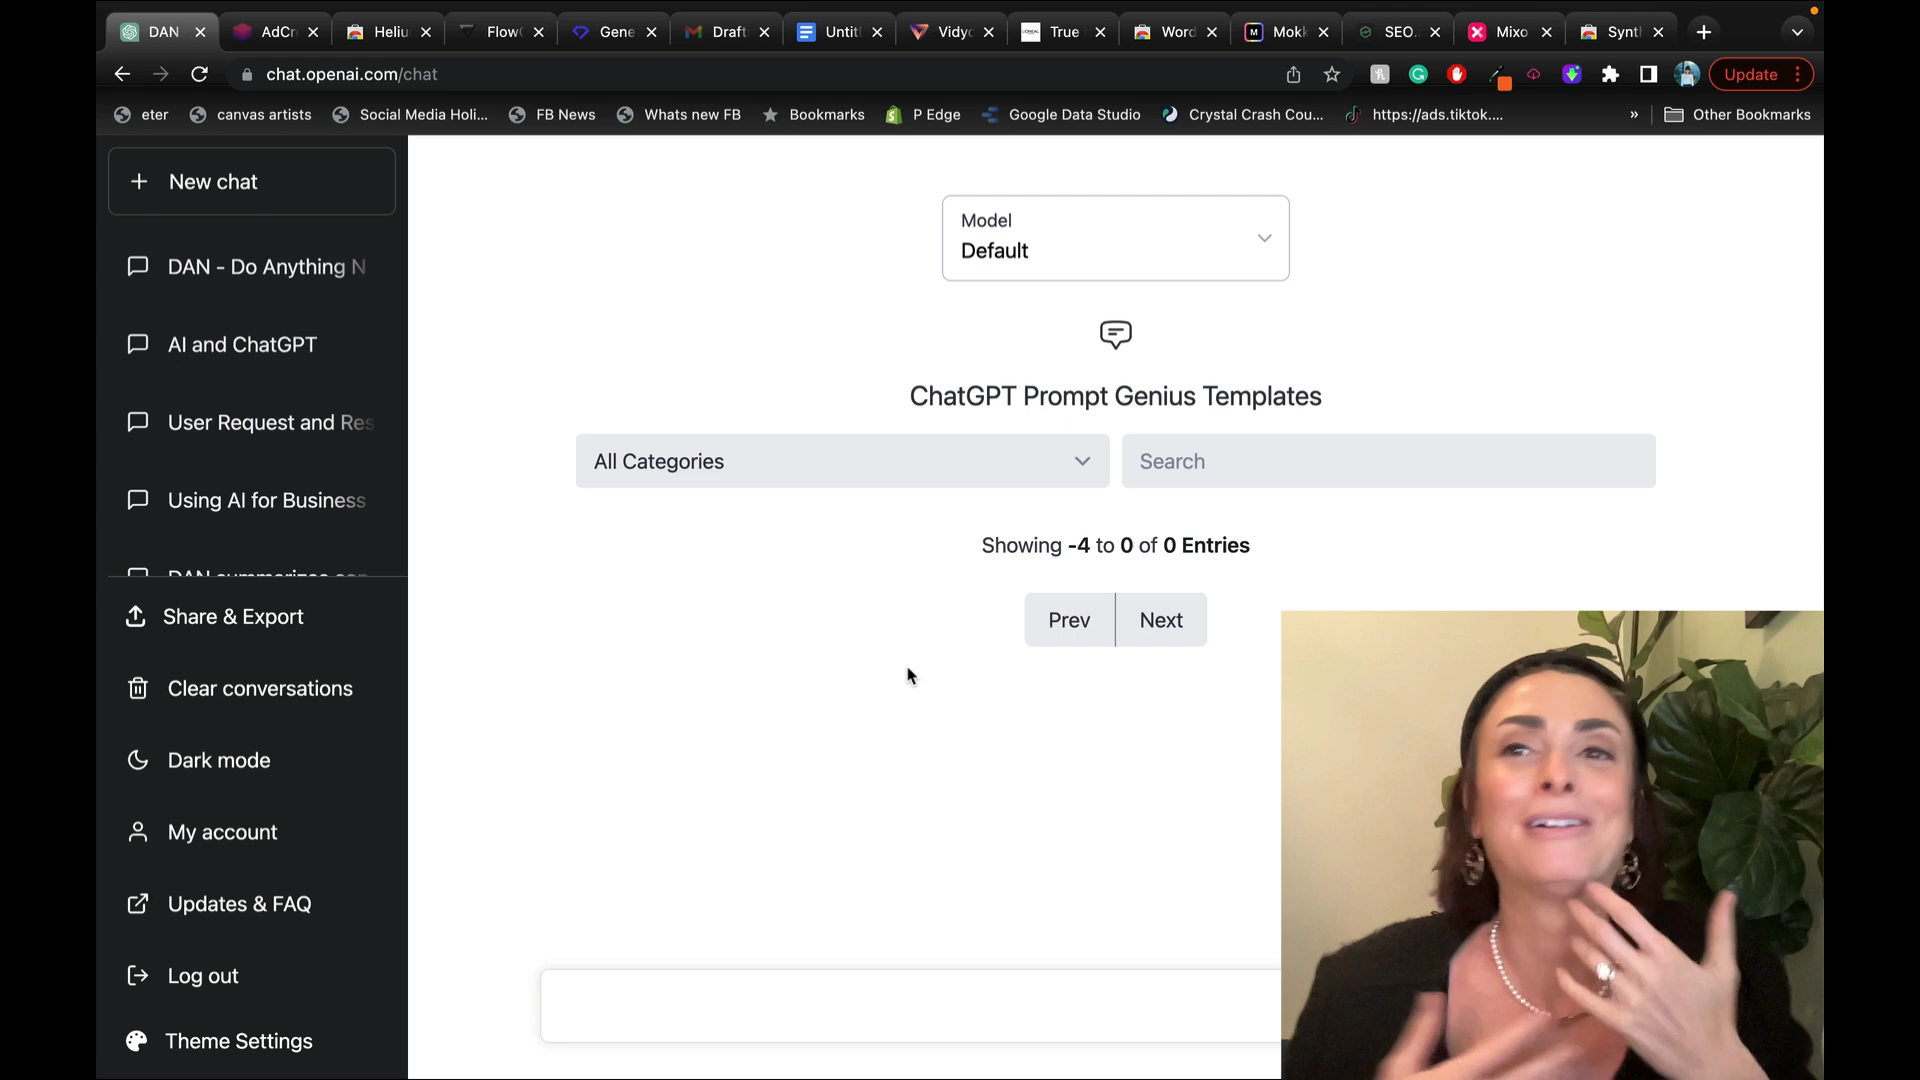 DAN
AdCr
Heliu
Flow
Gene
Draft
Untit
Vidyo
True
Word
Mokk
SEO.
Mixo
Synt
chat.openai.com/chat
Update
eter
canvas artists
Social Media Holi...
FB News
Whats new FB
Bookmarks
P Edge
Google Data Studio
Crystal Crash Cou...
https://ads.tiktok....
»
Other Bookmarks
New chat
DAN - Do Anything N
AI and ChatGPT
User Request and Res
Using AI for Business
Share & Export
Clear conversations
Dark mode
My account
Updates & FAQ
Log out
Theme Settings
Model
Default
ChatGPT Prompt Genius Templates
All Categories
Search
Showing -4 to 0 of 0 Entries
Prev
Next